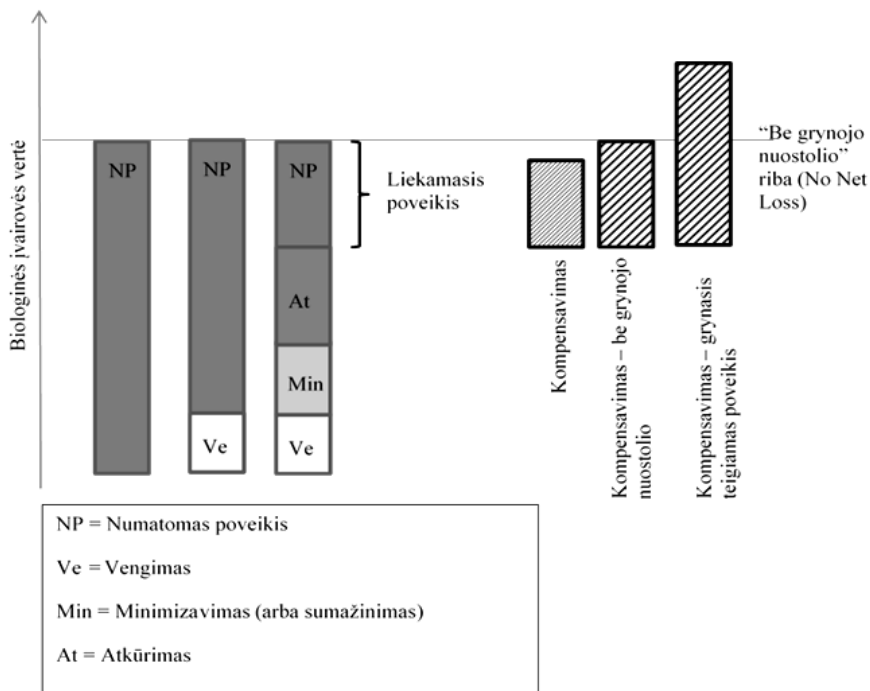 Biologinės įvairovės vertė
NP
NP
NP
At
Min
Ve
Ve
Liekamasis
poveikis
Kompensavimas
Kompensavimas – be grynojo
nuostolio
Kompensavimas – grynasis
teigiamas poveikis
“Be grynojo
nuostolio”
riba (No Net
Loss)
NP = Numatomas poveikis
Ve = Vengimas
Min = Minimizavimas (arba sumažinimas)
At = Atkūrimas